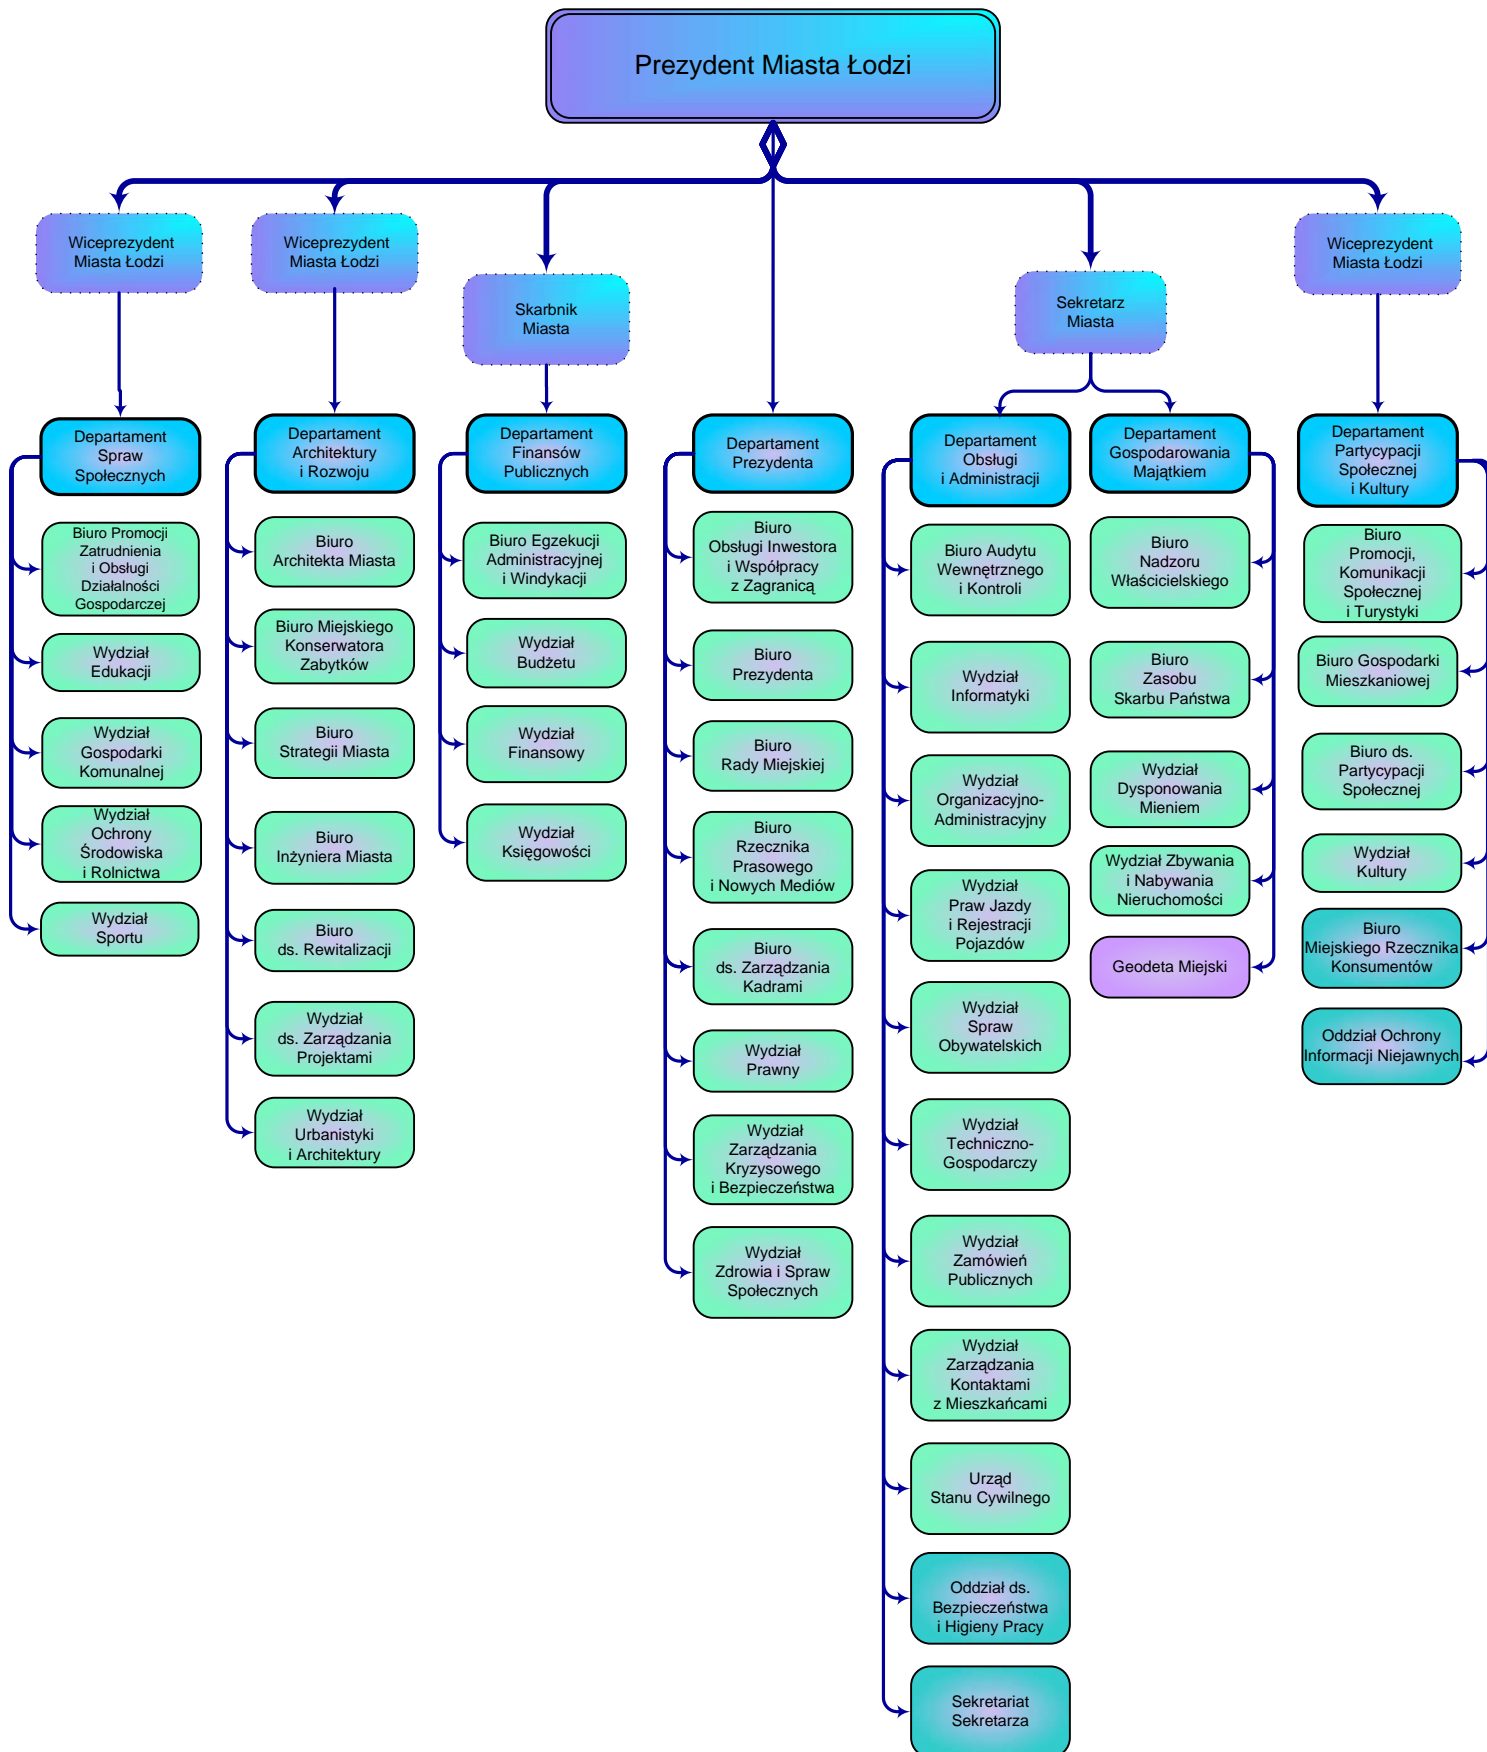 Prezydent Miasta Łodzi
Wiceprezydent
Miasta Łodzi
Wiceprezydent
Miasta Łodzi
Skarbnik
Miasta
Sekretarz
Miasta
Wiceprezydent
Miasta Łodzi
Departament
Spraw
Społecznych
Biuro Promocji
Zatrudnienia
i Obsługi
Działalności
Gospodarczej
Wydział
Edukacji
Wydział
Gospodarki
Komunalnej
Wydział
Ochrony
Środowiska
i Rolnictwa
Wydział
Sportu
Departament
Architektury
i Rozwoju
Biuro
Architekta Miasta
Biuro Miejskiego
Konserwatora
Zabytków
Biuro
Strategii Miasta
Biuro
Inżyniera Miasta
Biuro
ds. Rewitalizacji
Wydział
ds. Zarządzania
Projektami
Wydział
Urbanistyki
i Architektury
Departament
Finansów
Publicznych
Biuro Egzekucji
Administracyjnej
i Windykacji
Wydział
Budżetu
Wydział
Finansowy
Wydział
Księgowości
Departament
Prezydenta
Biuro
Obsługi Inwestora
i Współpracy
z Zagranicą
Biuro
Prezydenta
Biuro
Rady Miejskiej
Biuro
Rzecznika
Prasowego
i Nowych Mediów
Biuro
ds. Zarządzania
Kadrami
Wydział
Prawny
Wydział
Zarządzania
Kryzysowego
i Bezpieczeństwa
Wydział
Zdrowia i Spraw
Społecznych
Departament
Obsługi
i Administracji
Biuro Audytu
Wewnętrznego
i Kontroli
Wydział
Informatyki
Wydział
Organizacyjno-
Administracyjny
Wydział
Praw Jazdy
i Rejestracji
Pojazdów
Wydział
Spraw
Obywatelskich
Wydział
Techniczno-
Gospodarczy
Wydział
Zamówień
Publicznych
Wydział
Zarządzania
Kontaktami
z Mieszkańcami
Urząd
Stanu Cywilnego
Oddział ds.
Bezpieczeństwa
i Higieny Pracy
Sekretariat
Sekretarza
Departament
Gospodarowania
Majątkiem
Biuro
Nadzoru
Właścicielskiego
Biuro
Zasobu
Skarbu Państwa
Wydział
Dysponowania
Mieniem
Wydział Zbywania
i Nabywania
Nieruchomości
Geodeta Miejski
Departament
Partycypacji
Społecznej
i Kultury
Biuro
Promocji,
Komunikacji
Społecznej
i Turystyki
Biuro Gospodarki
Mieszkaniowej
Biuro ds.
Partycypacji
Społecznej
Wydział
Kultury
Biuro
Miejskiego Rzecznika
Konsumentów
Oddział Ochrony
Informacji Niejawnych